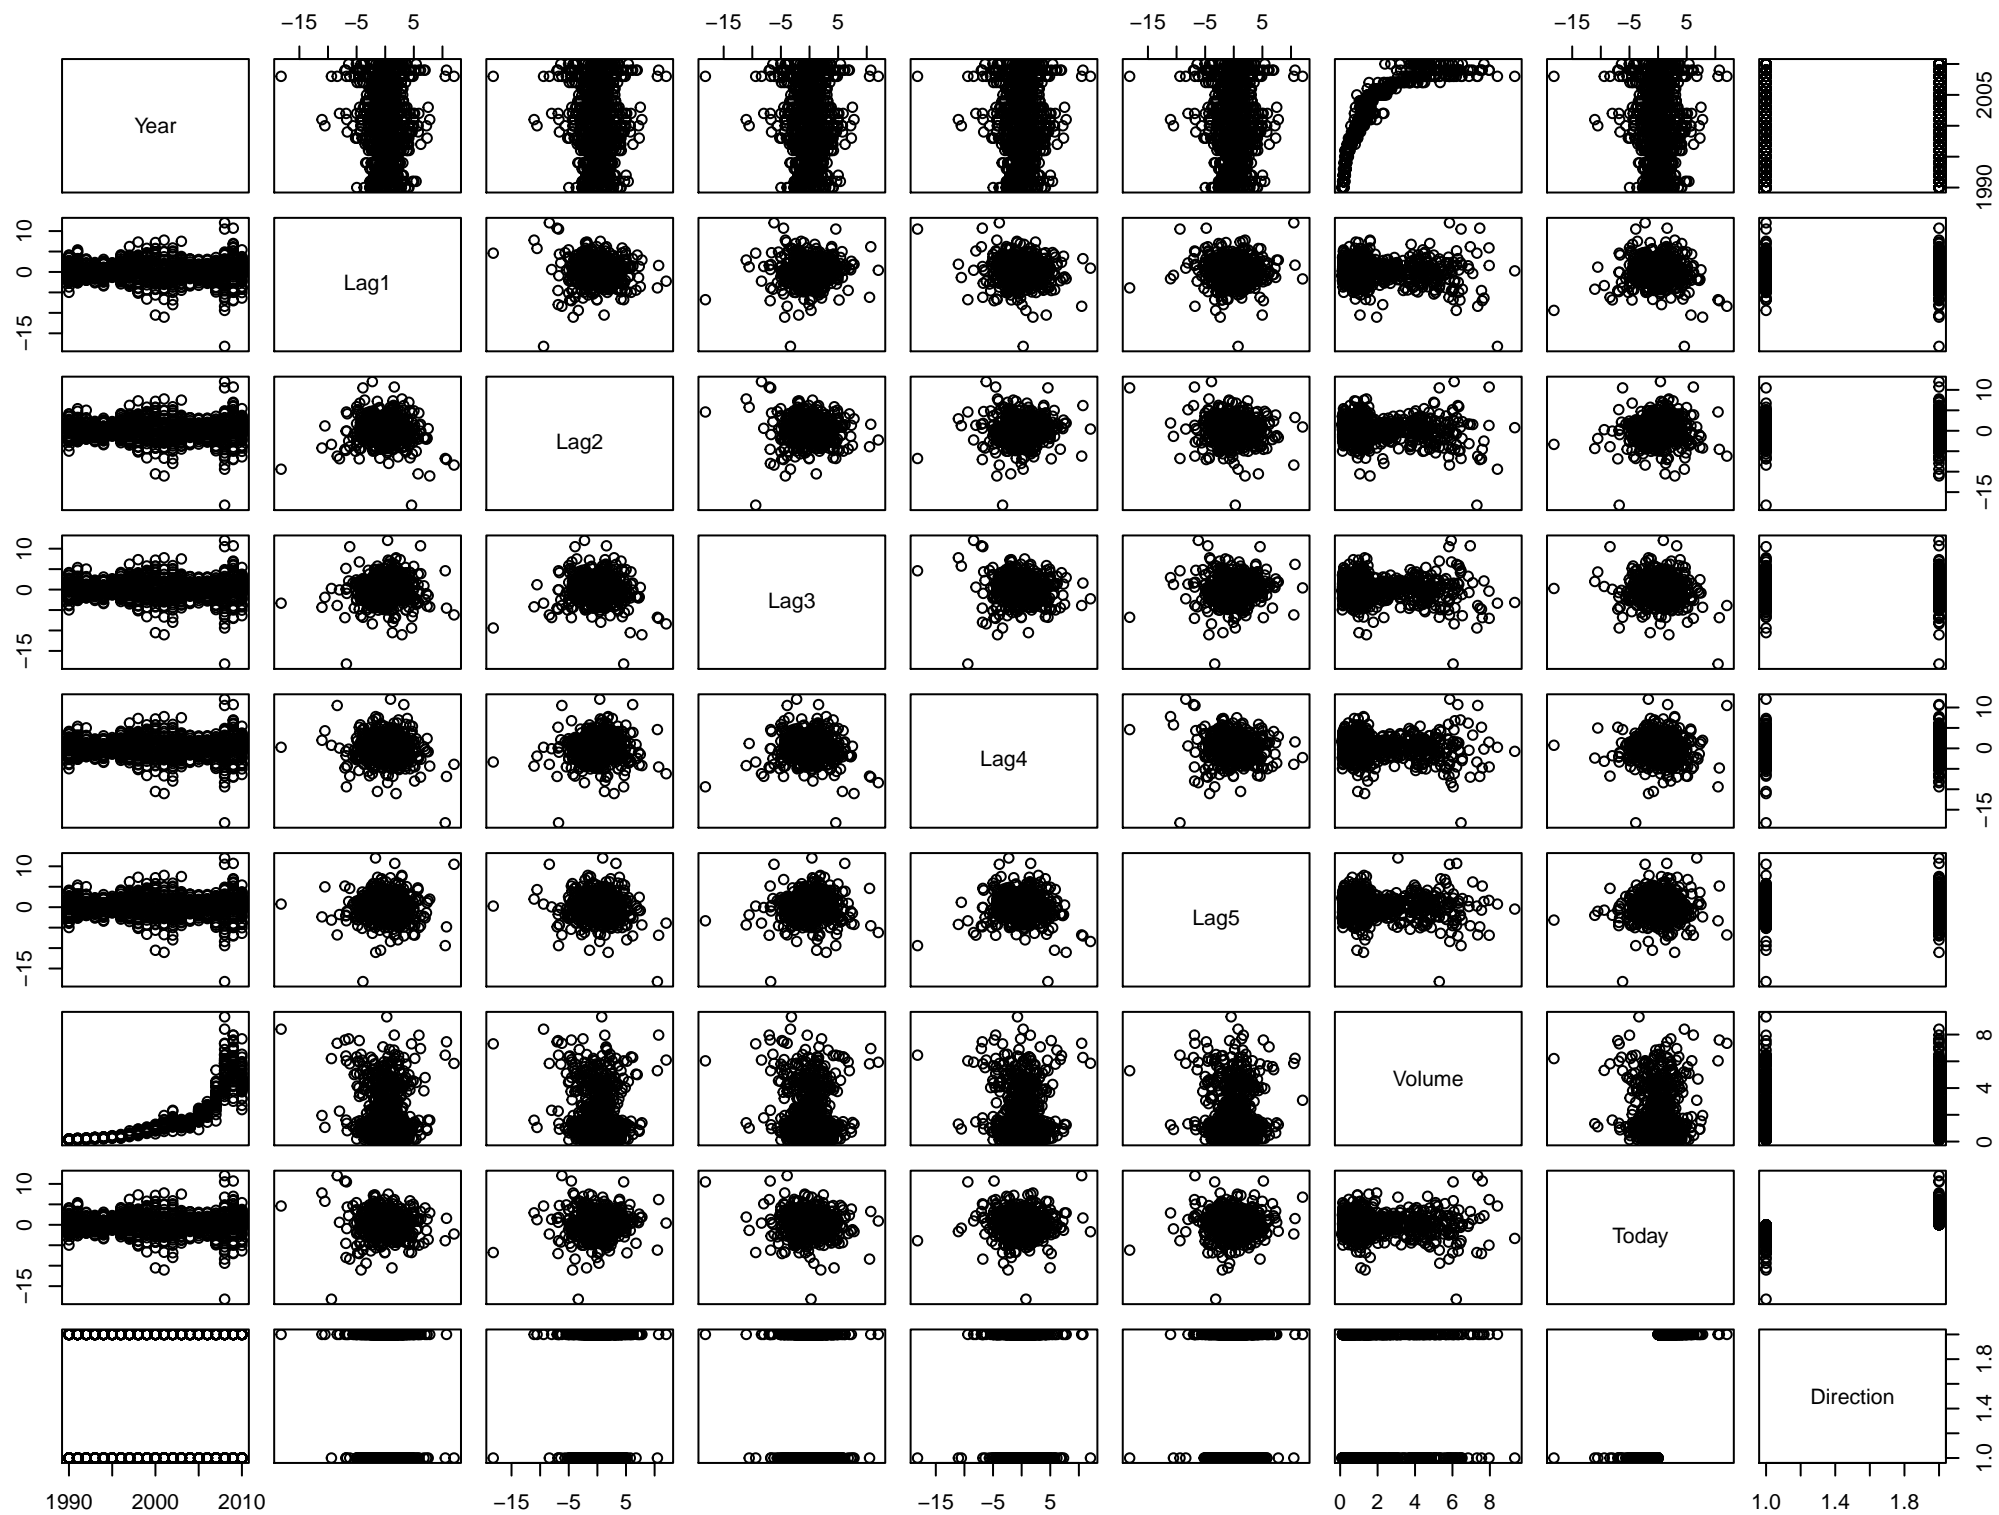 −15 −5 5 −15 −5 5 −15 −5 5 −15 −5 5
Year
1990 2005
−15 0 10
Lag1
Lag2
−15 0 10
−15 0 10
Lag3
Lag4
−15 0 10
−15 0 10
Lag5
Volume
0 4 8
−15 0 10
Today
Direction
1.0 1.4 1.8
1990 2000 2010 −15 −5 5 −15 −5 5 0 2 4 6 8 1.0 1.4 1.8